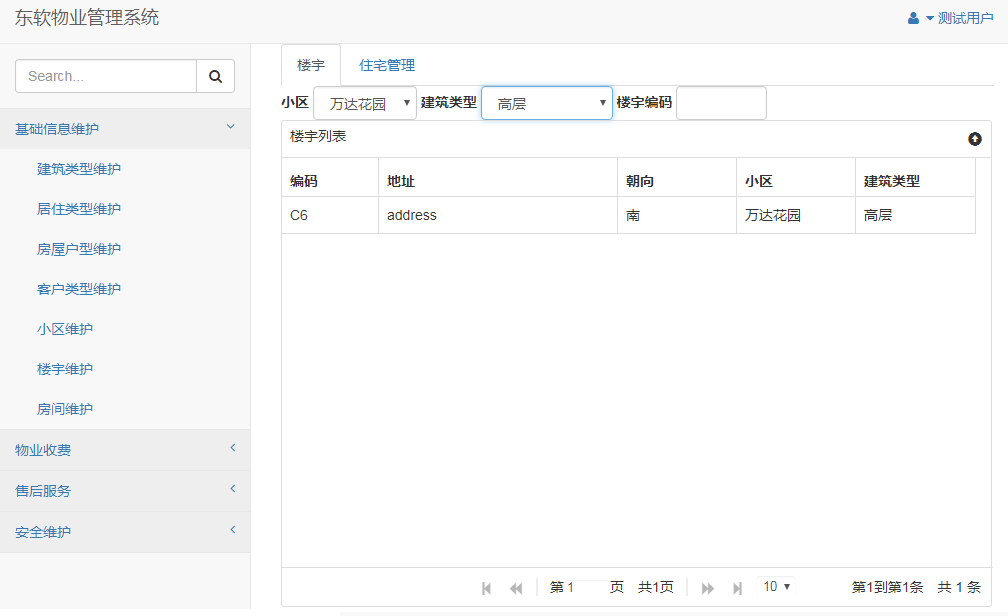 东软物业管理系统
测试用户
Search...
基础信息维护
建筑类型维护
居住类型维护
房屋户型维护
客户类型维护
小区维护
楼宇维护
房间维护
物业收费
售后服务
安全维护
楼宇 住宅管理
小区 万达花园 建筑类型 高层 楼宇编码
楼宇列表
编码 地址 朝向 小区 建筑类型
C6 address 南 万达花园 高层
第 1 页 共1页 10 第1到第1条 共 1 条